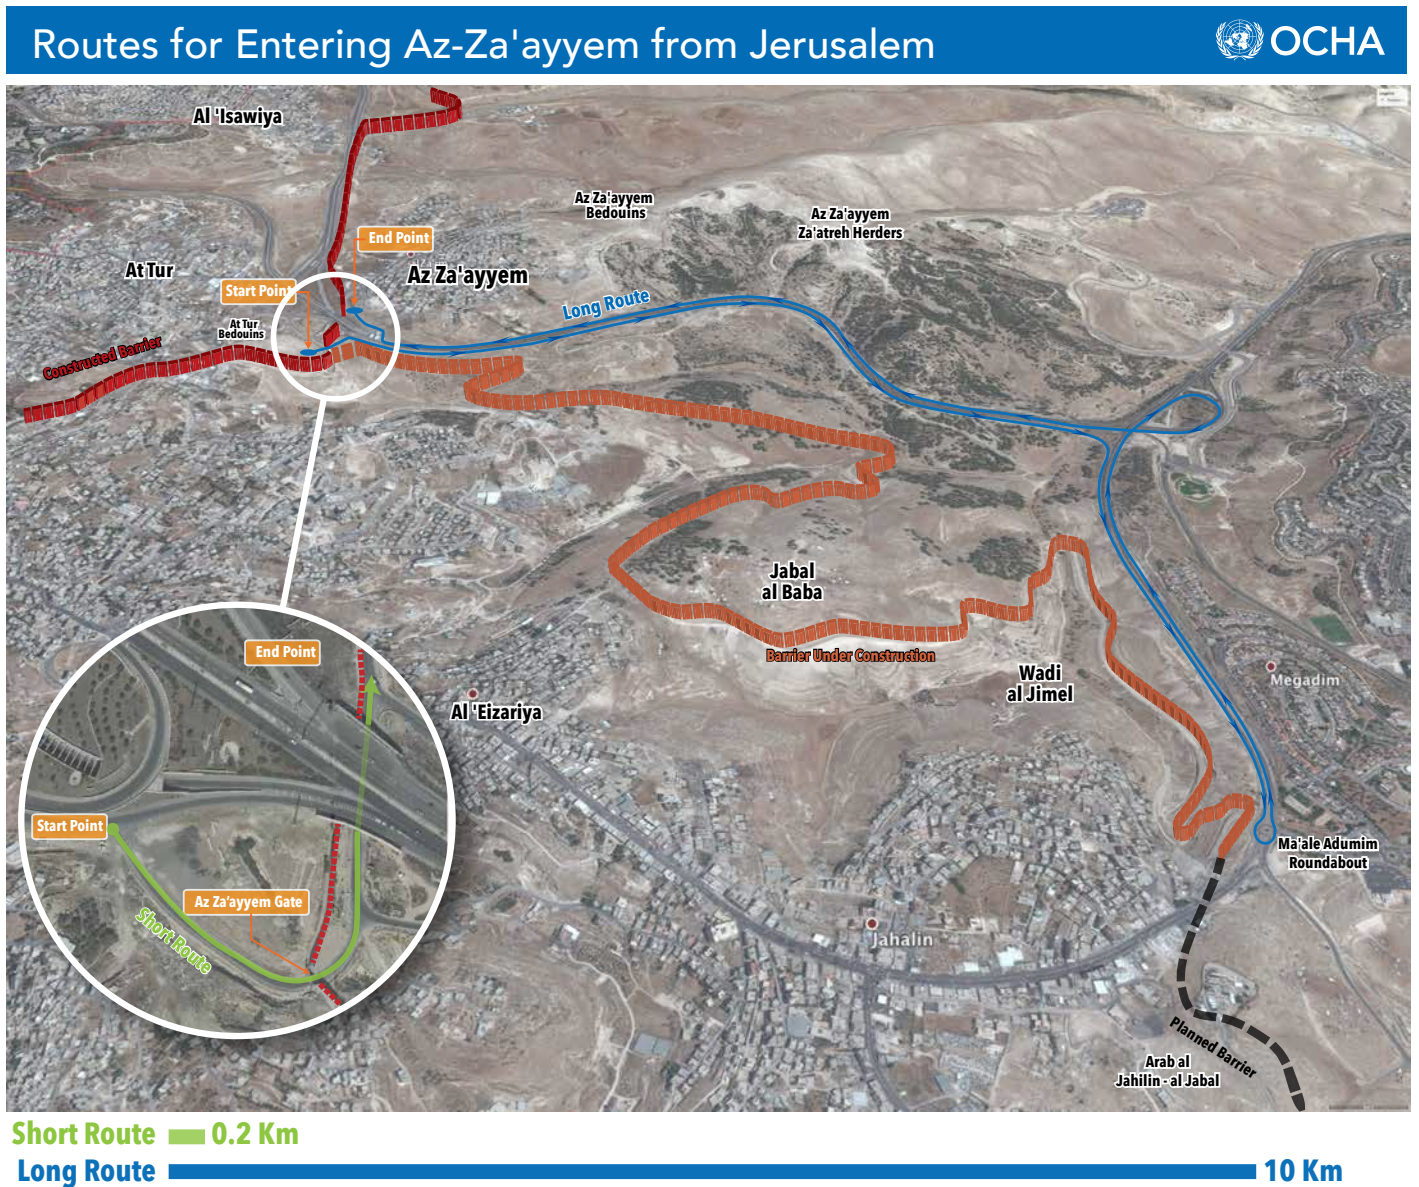 Routes for Entering Az-Za'ayyem from Jerusalem
OCHA
Al 'Isawiya
Az Za'ayyem
Bedouins
Az Za'ayyem
Za'atreh Herders
End Point
At Tur
Az Za'ayyem
Start Point
Long Route
At Tur
Bedouins
Constructed Barrier
Jabal
al Baba
Barrier Under Construction
Wadi
al Jimel
Megadim
End Point
Al 'Eizariya
Start Point
Ma'ale Adumim
Roundabout
Az Za'ayyem Gate
Short Route
Jahalin
Planned Barrier
Arab al
Jahilin - al Jabal
Short Route 0.2 Km
Long Route 10 Km